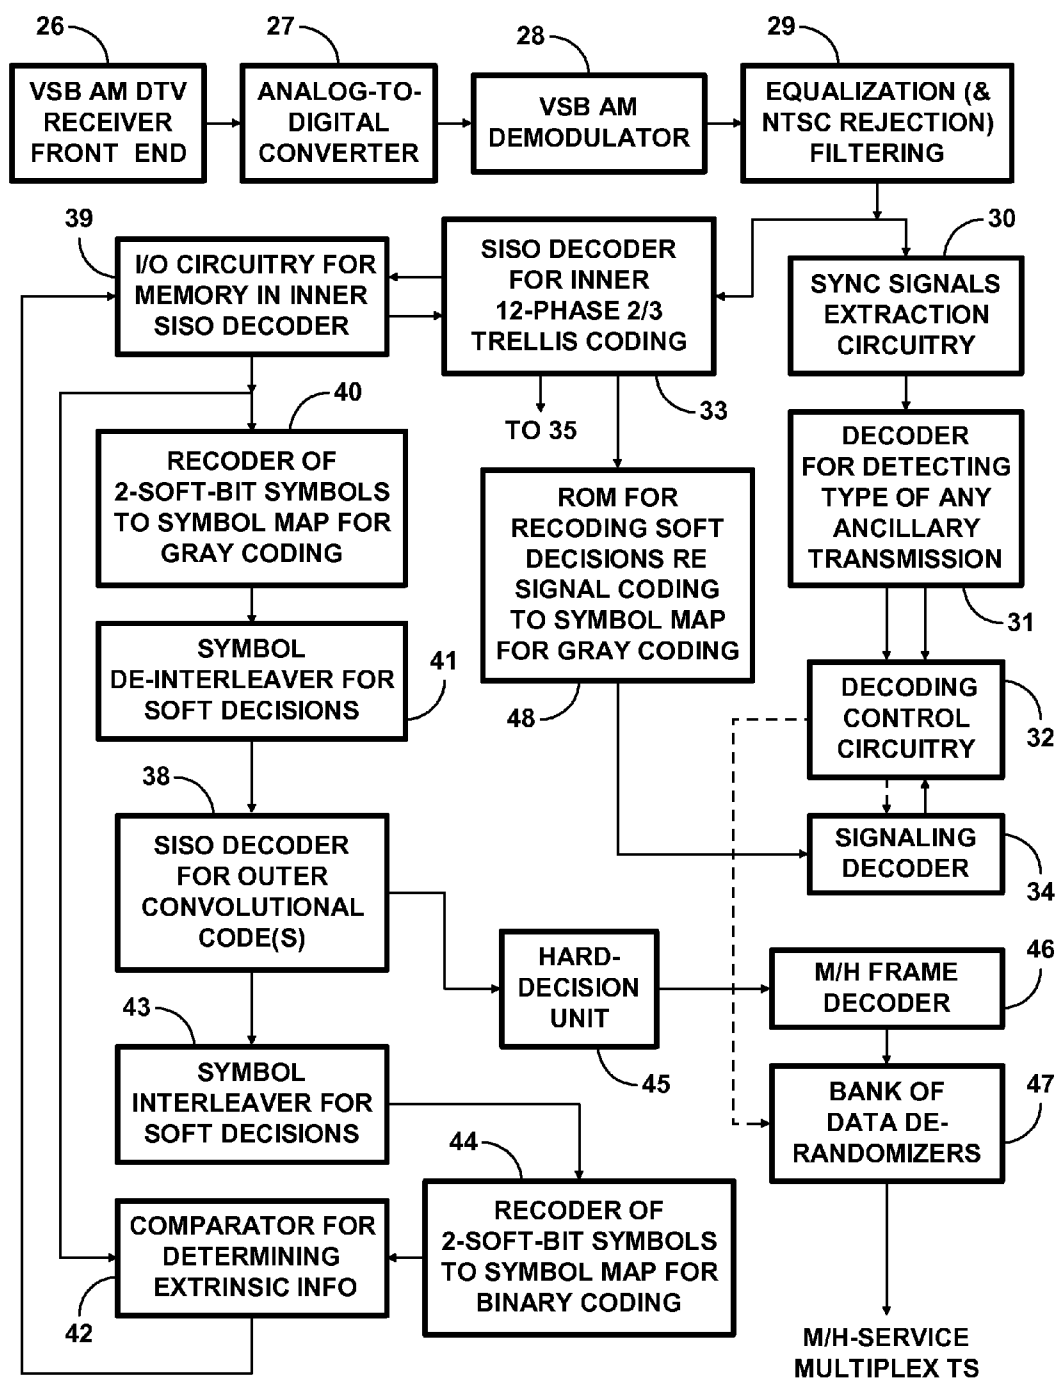 26
27
28
29
VSB AM DTV
RECEIVER
FRONT END
ANALOG-TO-
DIGITAL
CONVERTER
VSB AM
DEMODULATOR
EQUALIZATION (&
NTSC REJECTION)
FILTERING
39
I/O CIRCUITRY FOR
MEMORY IN INNER
SISO DECODER
SISO DECODER
FOR INNER
12-PHASE 2/3
TRELLIS CODING
33
TO 35
30
SYNC SIGNALS
EXTRACTION
CIRCUITRY
40
RECODER OF
2-SOFT-BIT SYMBOLS
TO SYMBOL MAP FOR
GRAY CODING
ROM FOR
RECODING SOFT
DECISIONS RE
SIGNAL CODING
TO SYMBOL MAP
FOR GRAY CODING
48
DECODER
FOR DETECTING
TYPE OF ANY
ANCILLARY
TRANSMISSION
31
SYMBOL
DE-INTERLEAVER FOR
SOFT DECISIONS
41
DECODING
CONTROL
CIRCUITRY
32
38
SISO DECODER
FOR OUTER
CONVOLUTIONAL
CODE(S)
SIGNALING
DECODER
34
HARD-
DECISION
UNIT
45
M/H FRAME
DECODER
46
43
SYMBOL
INTERLEAVER FOR
SOFT DECISIONS
BANK OF
DATA DE-
RANDOMIZERS
47
44
RECODER OF
2-SOFT-BIT SYMBOLS
TO SYMBOL MAP FOR
BINARY CODING
COMPARATOR FOR
DETERMINING
EXTRINSIC INFO
42
M/H-SERVICE
MULTIPLEX TS